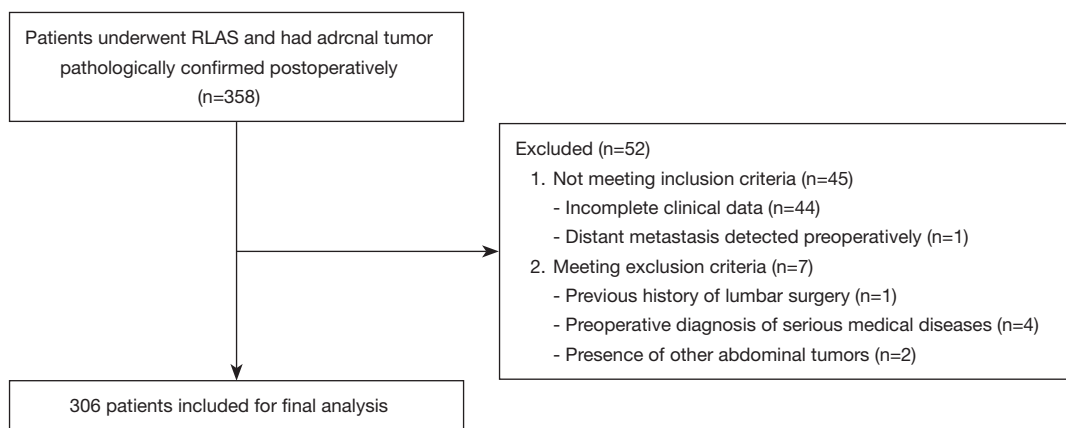 Patients underwent RLAS and had adrcnal tumor
pathologically confirmed postoperatively
(n=358)
Excluded (n=52)
1. Not meeting inclusion criteria (n=45)
- Incomplete clinical data (n=44)
- Distant metastasis detected preoperatively (n=1)
2. Meeting exclusion criteria (n=7)
- Previous history of lumbar surgery (n=1)
- Preoperative diagnosis of serious medical diseases (n=4)
- Presence of other abdominal tumors (n=2)
306 patients included for final analysis